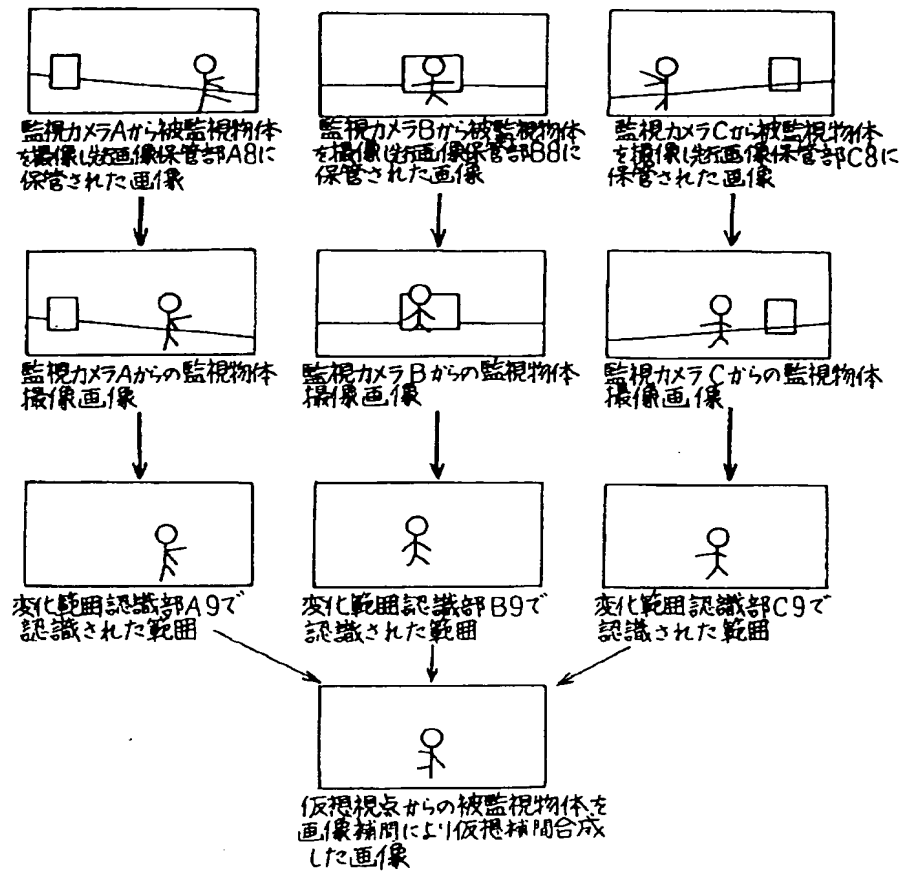 監視カメラAから被監視物体
を撮像し先行画像保管部A8に
保管された画像
監視カメラBから被監視物体
を撮像し先行画像保管部B8に
保管された画像
監視カメラCから被監視物体
を撮像し先行画像保管部C8に
保管された画像
監視カメラAからの監視物体
撮像画像
監視カメラBからの監視物体
撮像画像
監視カメラCからの監視物体
撮像画像
変化範囲認識部A9で
認識された範囲
変化範囲認識部B9で
認識された範囲
変化範囲認識部C9で
認識された範囲
仮想視点からの被監視物体を
画像補間により仮想補間合成
した画像